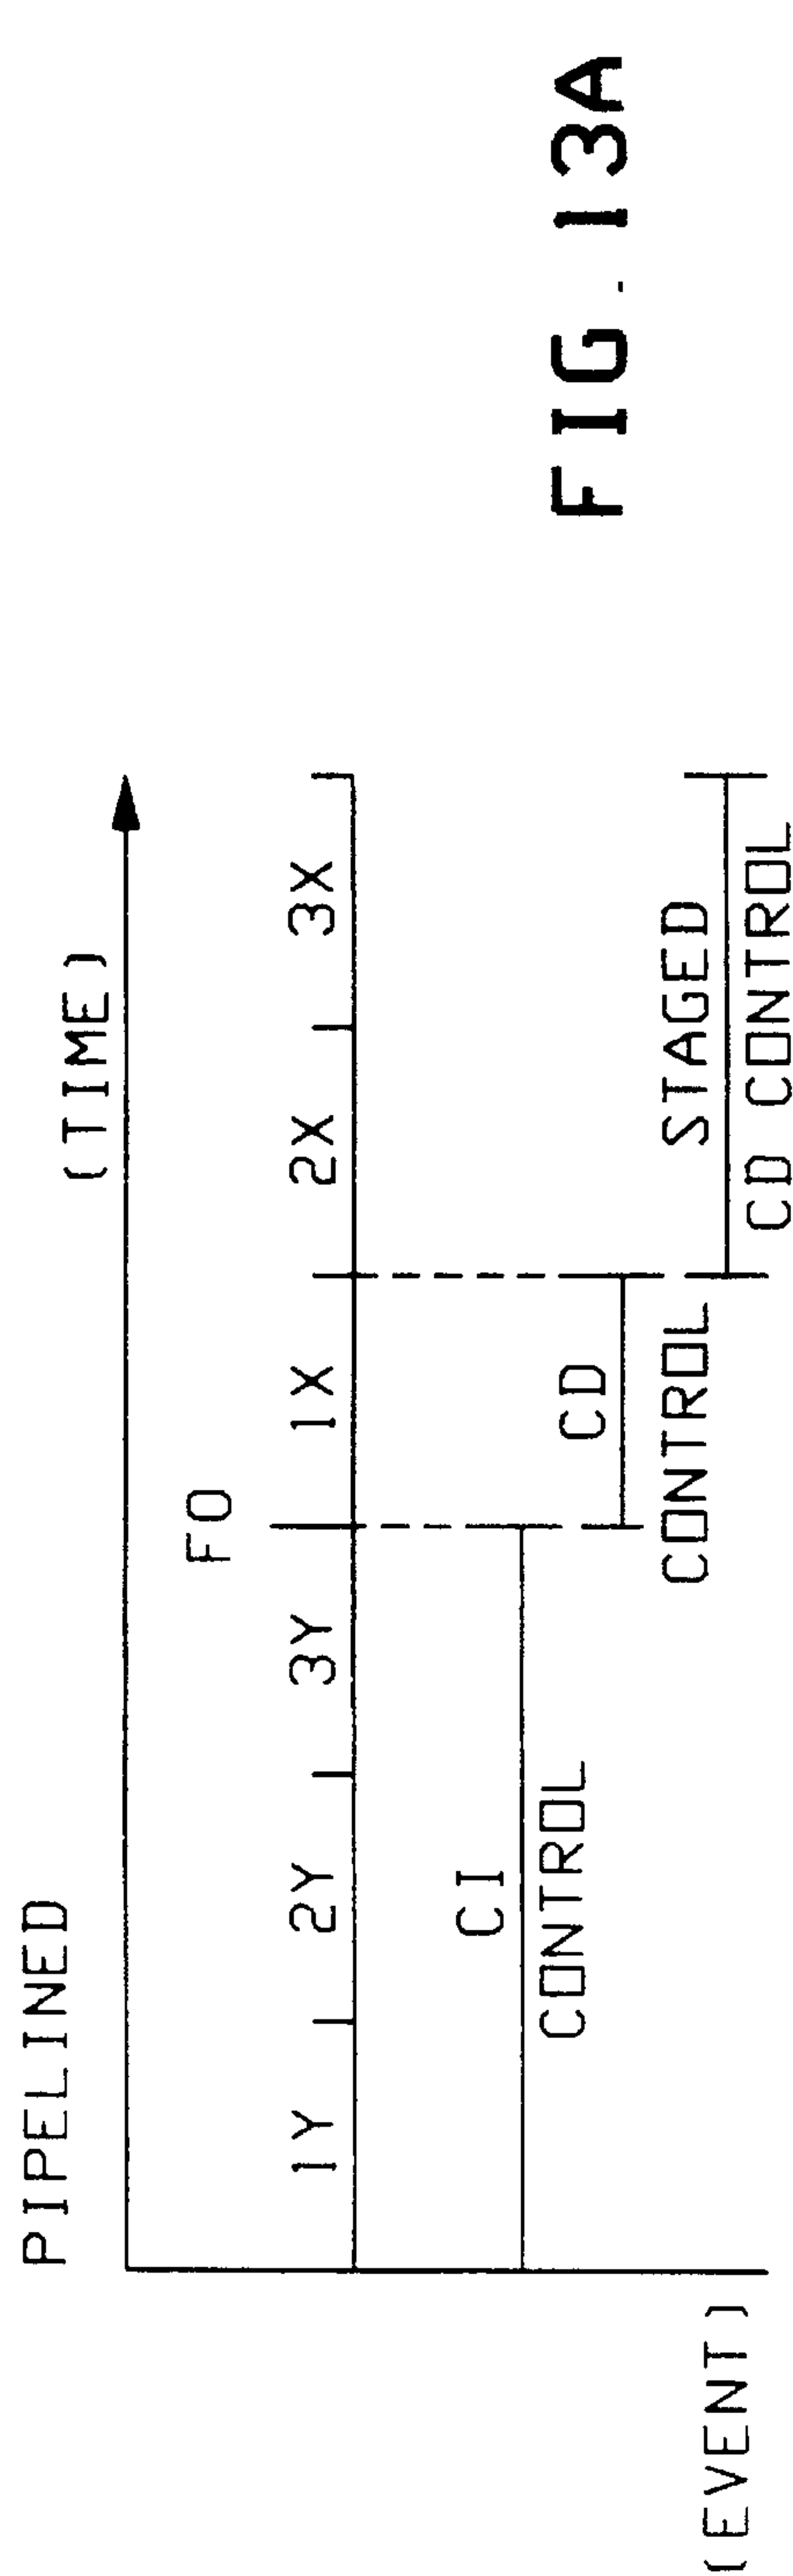 PIPELINED
(TIME)
FO
1Y 2Y 3Y 1X 2X 3X
CI
CONTROL
CD
CONTROL
STAGED
CD CONTROL
(EVENT)
FIG. 13A